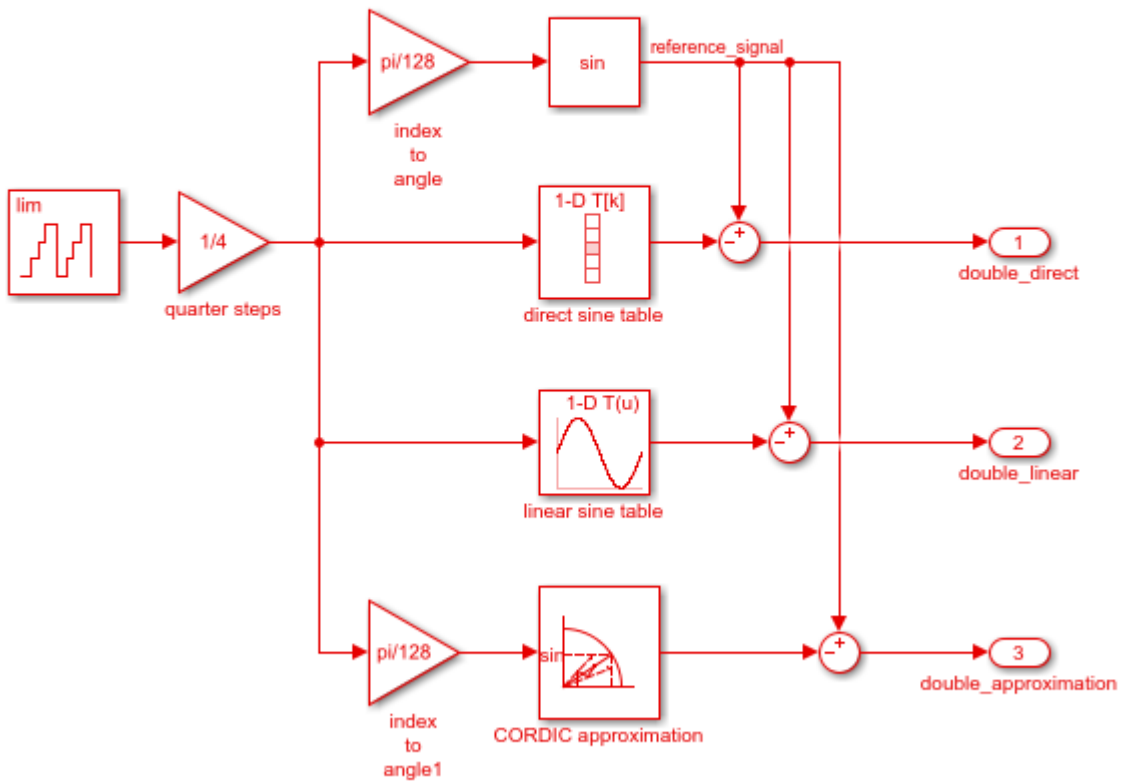 pi/128
sin
reference_signal
index
to
angle
lim
1/4
quarter steps
1-D T[k]
direct sine table
− +
1
double_direct
1-D T(u)
linear sine table
− +
2
double_linear
pi/128
index
to
angle1
sin
CORDIC approximation
− +
3
double_approximation